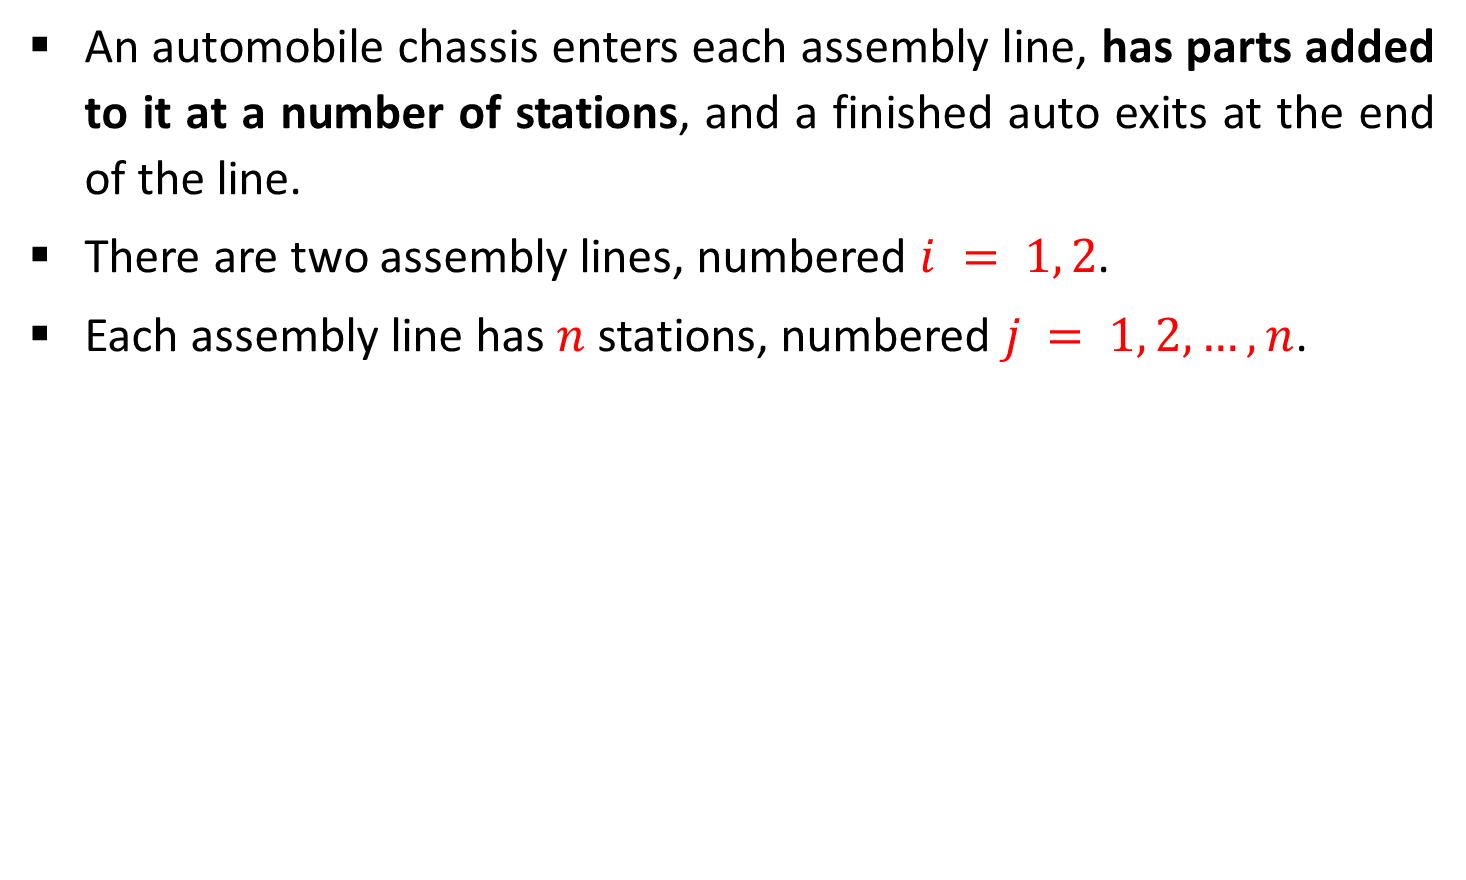 ▪ An automobile chassis enters each assembly line, has parts added
to it at a number of stations, and a finished auto exits at the end
of the line.
▪ There are two assembly lines, numbered i = 1, 2.
▪ Each assembly line has n stations, numbered j = 1, 2, … , n.